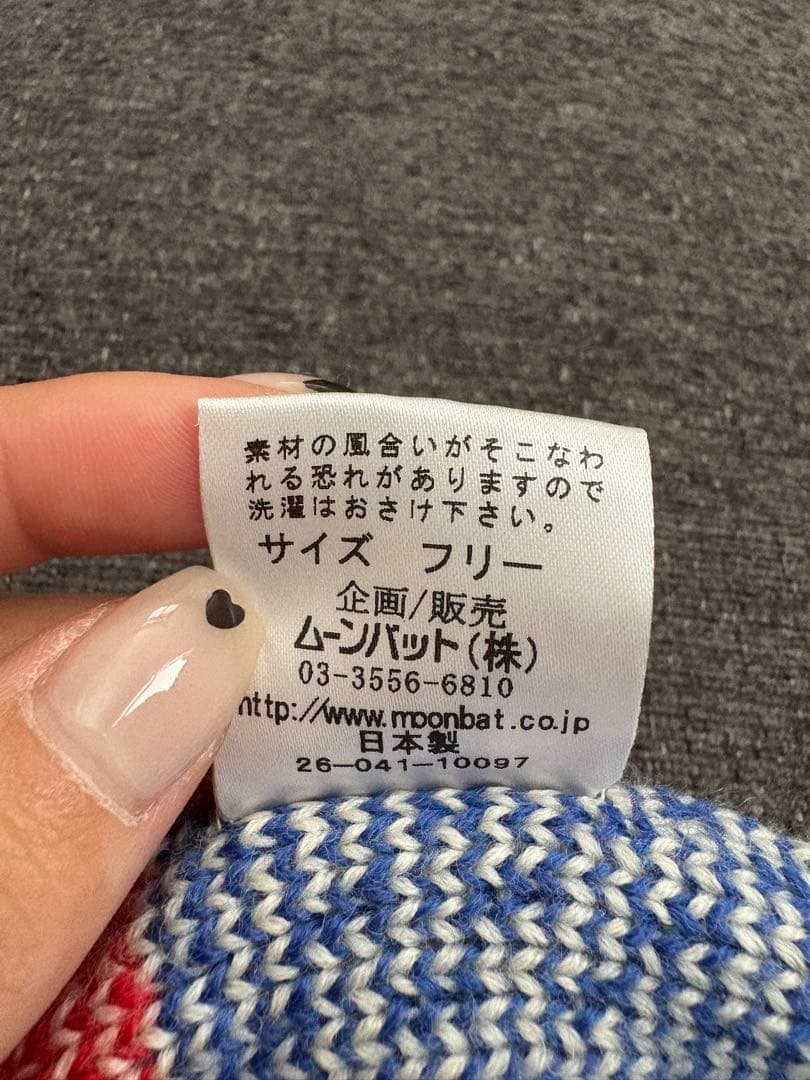 素材の風合いがそこなわ
れる恐れがありますので
洗濯はおさけ下さい。
サイズ　フリー
企画/販売
ムーンバット(株)
03-3556-6810
http://www.moonbat.co.jp
日本製
26-041-10097